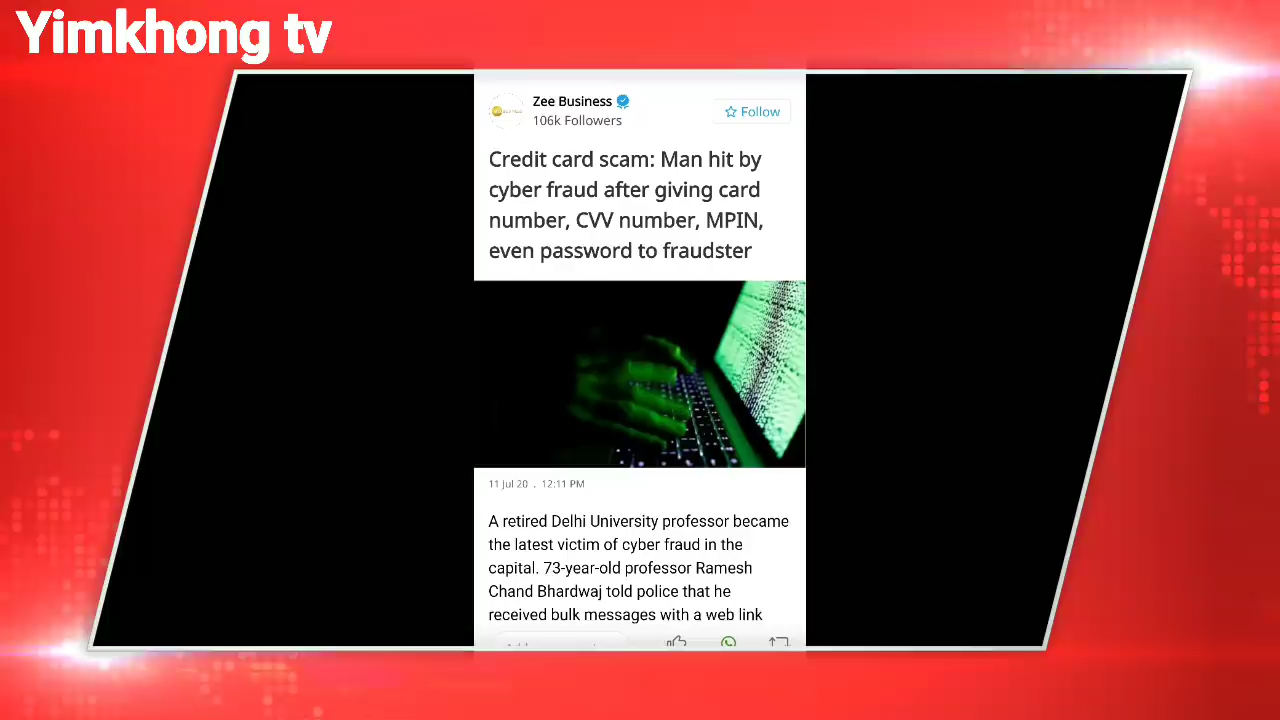 Yimkhong tv
Zee Business
106k Followers
Follow
Credit card scam: Man hit by
cyber fraud after giving card
number, CVV number, MPIN,
even password to fraudster
11 Jul 20 . 12:11 PM
A retired Delhi University professor became
the latest victim of cyber fraud in the
capital. 73-year-old professor Ramesh
Chand Bhardwaj told police that he
received bulk messages with a web link